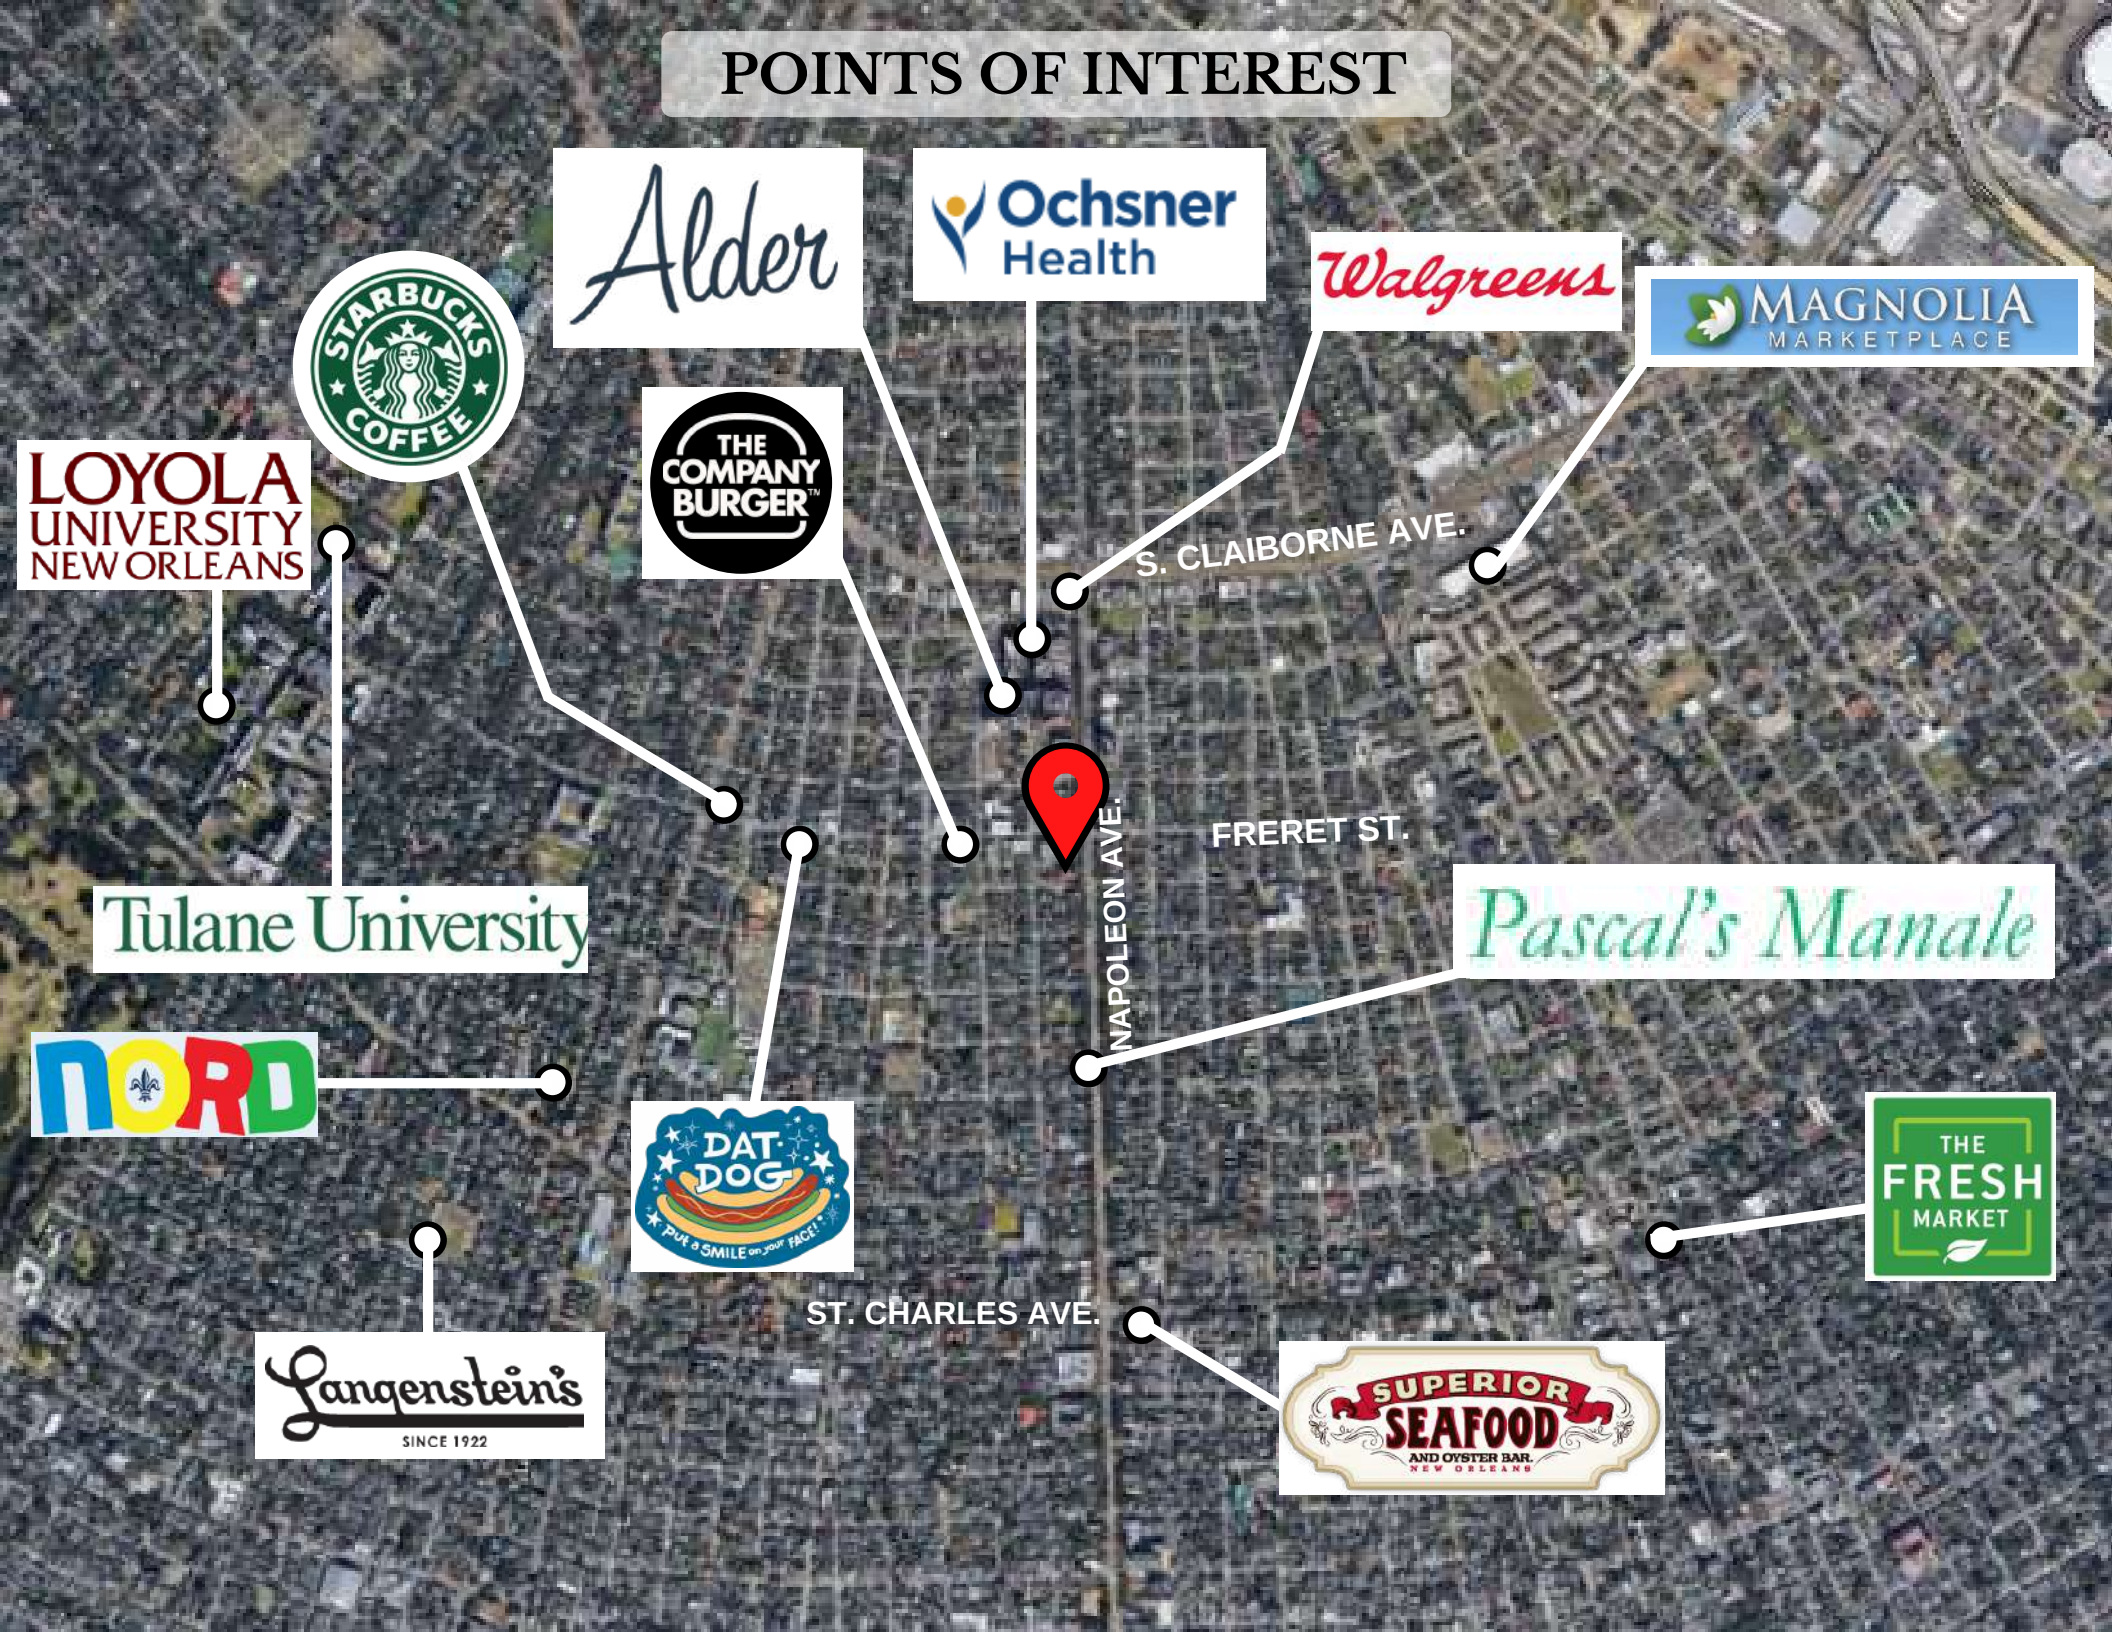 POINTS OF INTEREST
Alder
Ochsner
Health
Walgreens
MAGNOLIA
MARKETPLACE
STARBUCKS
COFFEE
THE
COMPANY
BURGER™
LOYOLA
UNIVERSITY
NEW ORLEANS
S. CLAIBORNE AVE.
NAPOLEON AVE.
FRERET ST.
Tulane University
Pascal's Manale
NORD
DAT
DOG
Put a SMILE on your FACE!
THE
FRESH
MARKET
ST. CHARLES AVE.
Langenstein's
SINCE 1922
SUPERIOR
SEAFOOD
AND OYSTER BAR.
NEW ORLEANS